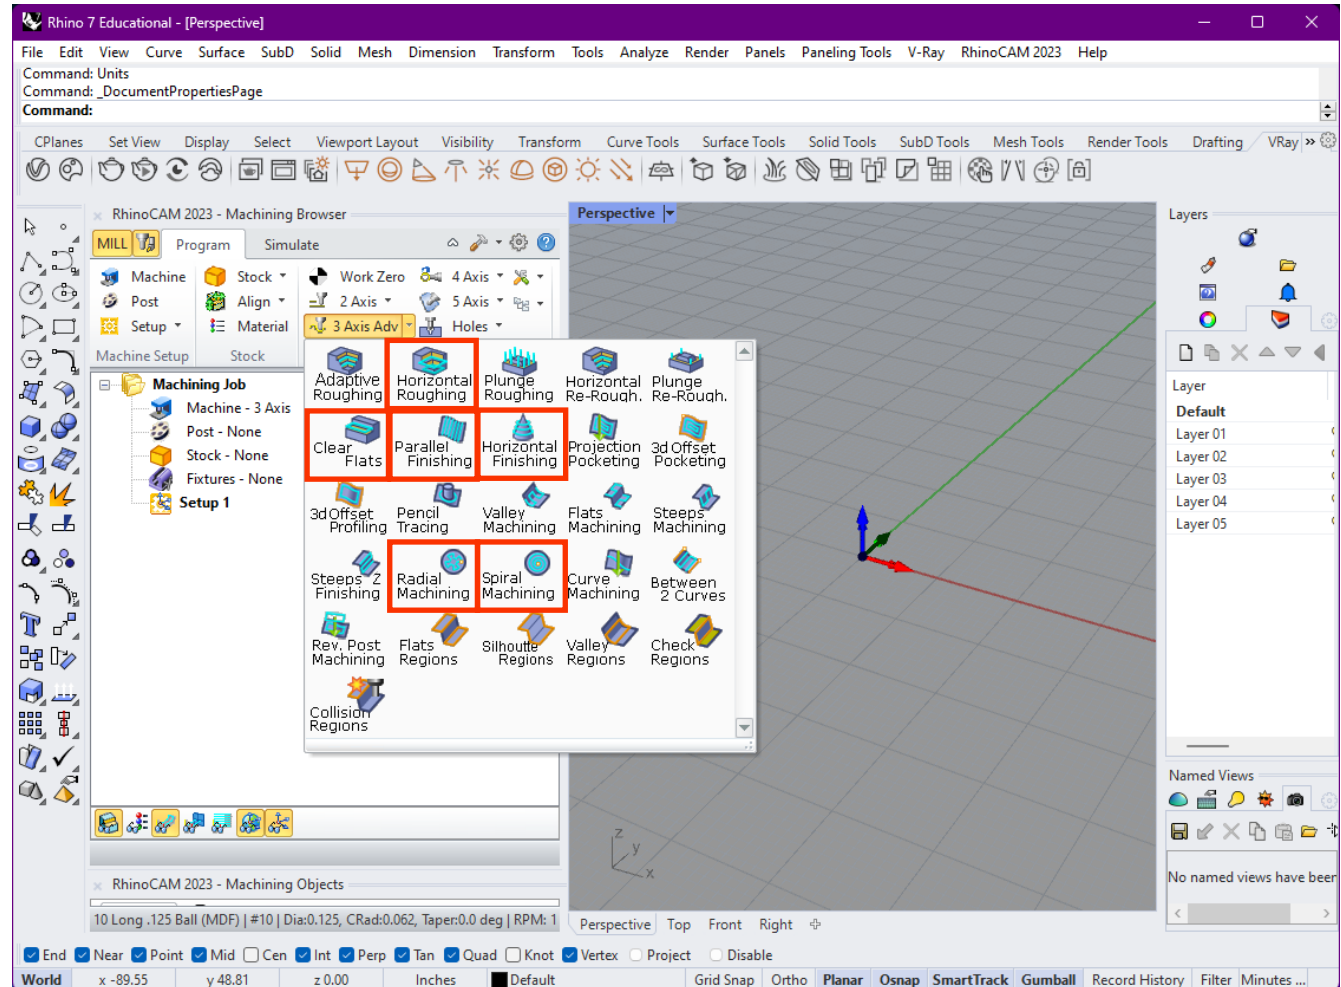 Rhino 7 Educational - [Perspective]
File Edit View Curve Surface SubD Solid Mesh Dimension Transform Tools Analyze Render Panels Paneling Tools V-Ray RhinoCAM 2023 Help
Command: Units
Command: _DocumentPropertiesPage
Command:
CPlanes Set View Display Select Viewport Layout Visibility Transform Curve Tools Surface Tools Solid Tools SubD Tools Mesh Tools Render Tools Drafting VRay
RhinoCAM 2023 - Machining Browser
MILL Program Simulate
Machine Stock Work Zero 4 Axis
Post Align 2 Axis 5 Axis
Setup Material 3 Axis Adv Holes
Machine Setup Stock
Machining Job
Machine - 3 Axis
Post - None
Stock - None
Fixtures - None
Setup 1
Adaptive Roughing
Horizontal Roughing
Plunge Roughing
Horizontal Re-Rough.
Plunge Re-Rough.
Clear Flats
Parallel Finishing
Horizontal Finishing
Projection Pocketing
3d Offset Pocketing
3d Offset Profiling
Pencil Tracing
Valley Machining
Flats Machining
Steeps Machining
Steeps Z Finishing
Radial Machining
Spiral Machining
Curve Machining
Between 2 Curves
Rev. Post Machining
Flats Regions
Silhoutte Regions
Valley Regions
Check Regions
Collision Regions
RhinoCAM 2023 - Machining Objects
10 Long .125 Ball (MDF) | #10 | Dia:0.125, CRad:0.062, Taper:0.0 deg | RPM: 1
Perspective
z
y
x
Perspective Top Front Right
Layers
Layer
Default
Layer 01
Layer 02
Layer 03
Layer 04
Layer 05
Named Views
No named views have been
End Near Point Mid Cen Int Perp Tan Quad Knot Vertex Project Disable
World x -89.55 y 48.81 z 0.00 Inches Default Grid Snap Ortho Planar Osnap SmartTrack Gumball Record History Filter Minutes ...